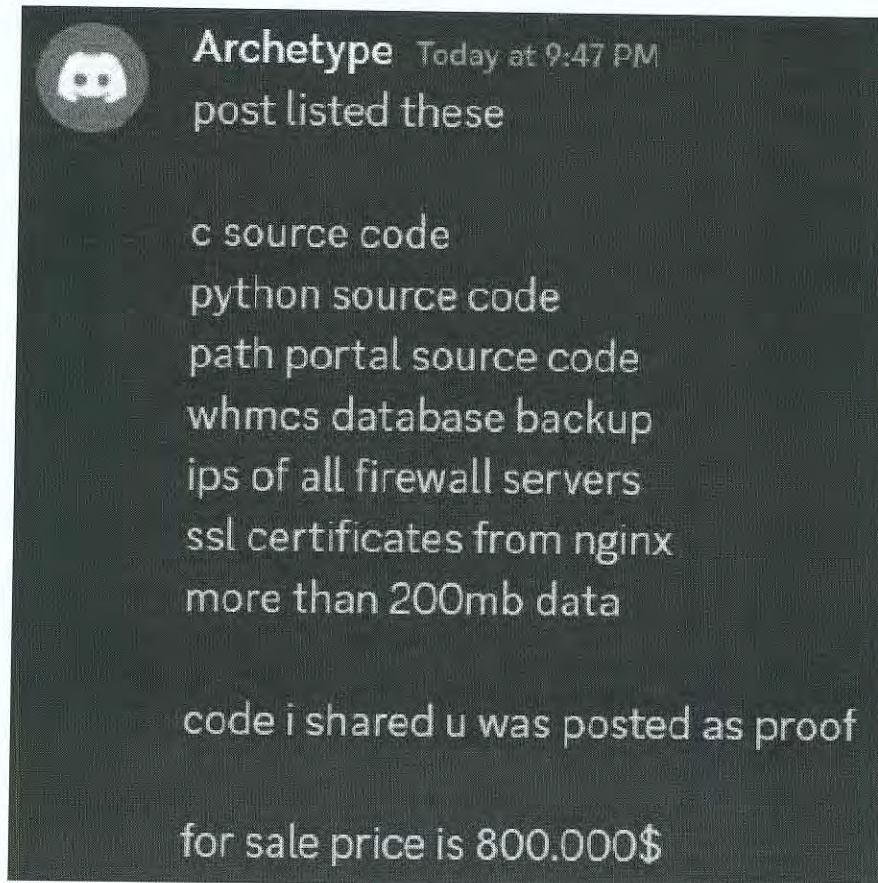 Archetype Today at 9:47 PM
post listed these
c source code
python source code
path portal source code
whmcs database backup
ips of all firewall servers
ssl certificates from nginx
more than 200mb data
code i shared u was posted as proof
for sale price is 800.000$